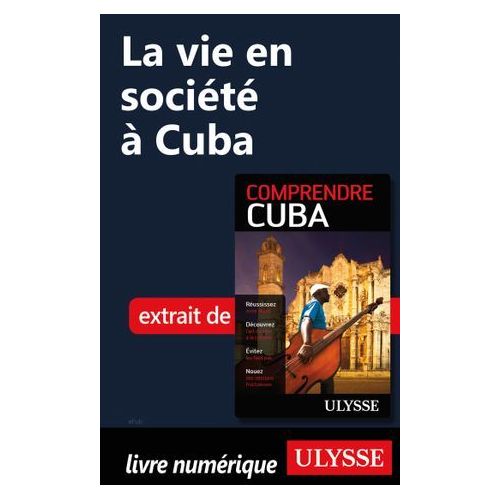 La vie en
société
à Cuba
COMPRENDRE
CUBA
extrait de
Réussissez
Découvrez
Évitez
Nouez
ULYSSE
livre numérique
ULYSSE